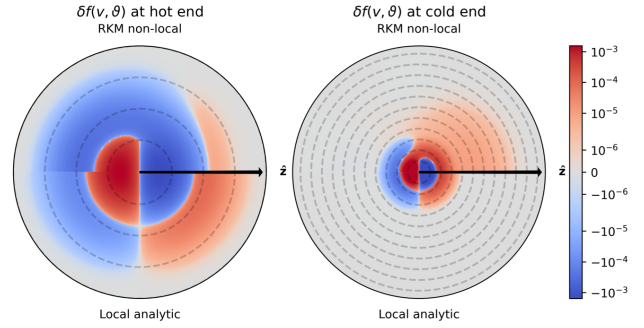 δf(v, ϑ) at hot end
RKM non-local
ẑ
Local analytic
δf(v, ϑ) at cold end
RKM non-local
ẑ
Local analytic
10⁻³
10⁻⁴
10⁻⁵
10⁻⁶
0
−10⁻⁶
−10⁻⁵
−10⁻⁴
−10⁻³